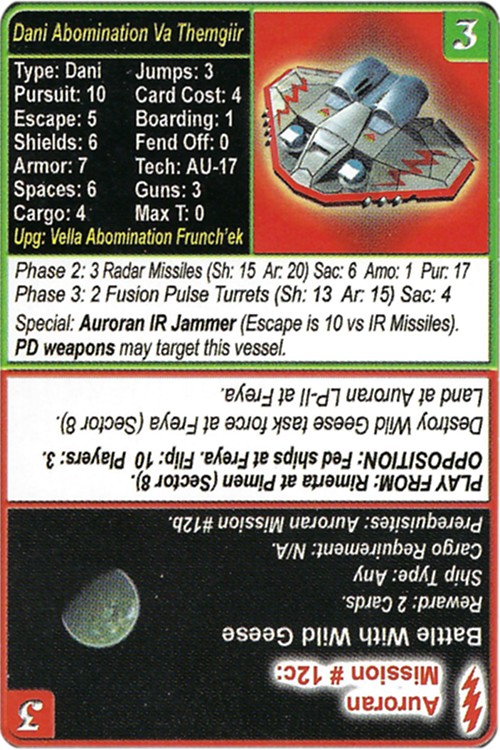 Dani Abomination Va Themgiir
3
Type: Dani Jumps: 3
Pursuit: 10 Card Cost: 4
Escape: 5 Boarding: 1
Shields: 6 Fend Off: 0
Armor: 7 Tech: AU-17
Spaces: 6 Guns: 3
Cargo: 4 Max T: 0
Upg: Vella Abomination Frunch'ek
Phase 2: 3 Radar Missiles (Sh: 15 Ar: 20) Sac: 6 Amo: 1 Pur: 17
Phase 3: 2 Fusion Pulse Turrets (Sh: 13 Ar: 15) Sac: 4
Special: Auroran IR Jammer (Escape is 10 vs IR Missiles).
PD weapons may target this vessel.
3
Auroran
Mission # 12c:
Battle With Wild Geese
Reward: 2 Cards.
Ship Type: Any
Cargo Requirement: N/A.
Prerequisites: Auroran Mission #12b.
PLAY FROM: Rimerta at Pimen (Sector 8).
OPPOSITION: Fed ships at Freya. Flip: 10 Players: 3.
Destroy Wild Geese task force at Freya (Sector 8).
Land at Auroran LP-II at Freya.